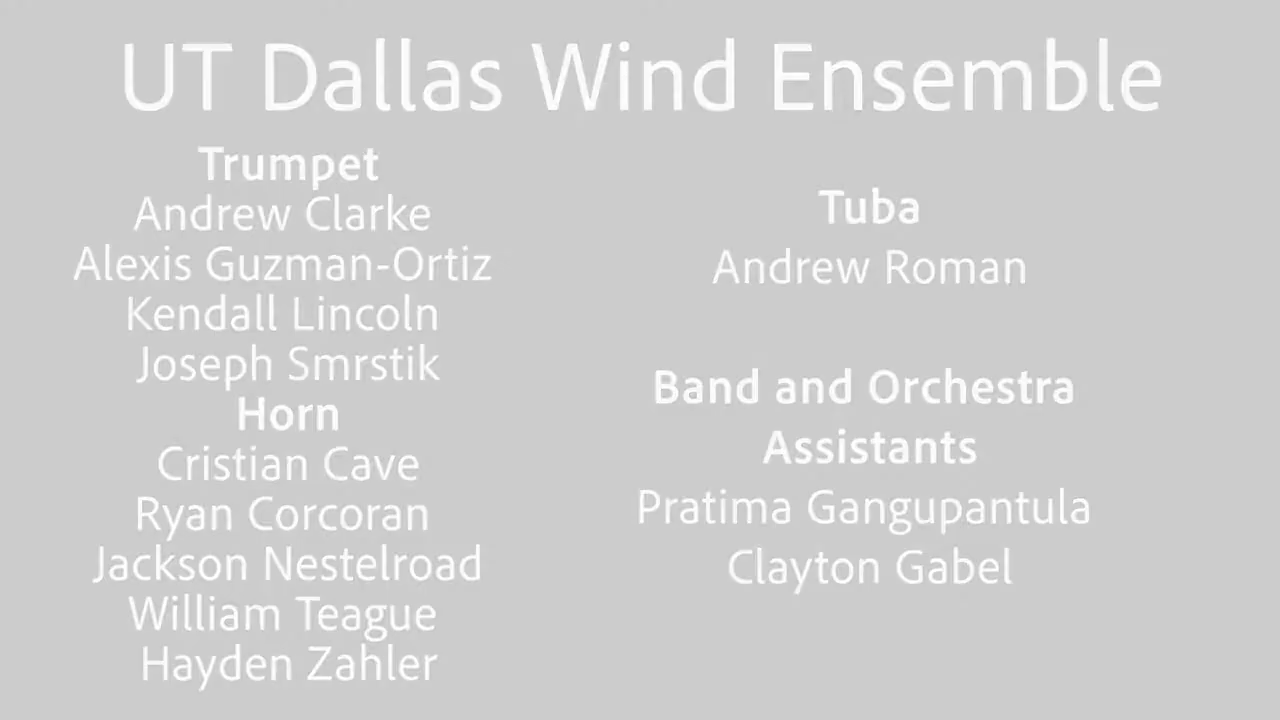 UT Dallas Wind Ensemble
Trumpet
Andrew Clarke
Alexis Guzman-Ortiz
Kendall Lincoln
Joseph Smrstik
Horn
Cristian Cave
Ryan Corcoran
Jackson Nestelroad
William Teague
Hayden Zahler
Tuba
Andrew Roman
Band and Orchestra
Assistants
Pratima Gangupantula
Clayton Gabel